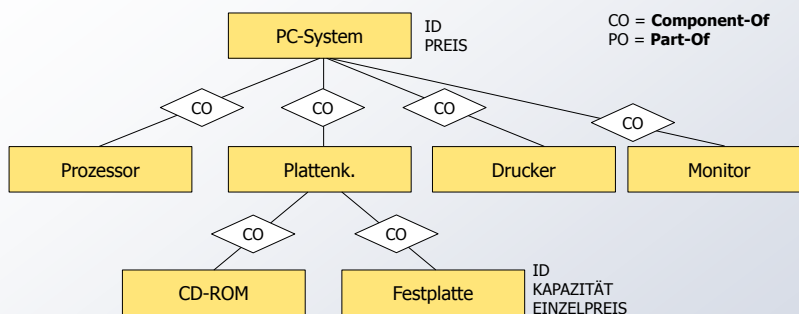 PC-System
ID
PREIS
CO = Component-Of
PO = Part-Of
CO
CO
CO
CO
Prozessor
Plattenk.
Drucker
Monitor
CO
CO
CD-ROM
Festplatte
ID
KAPAZITÄT
EINZELPREIS